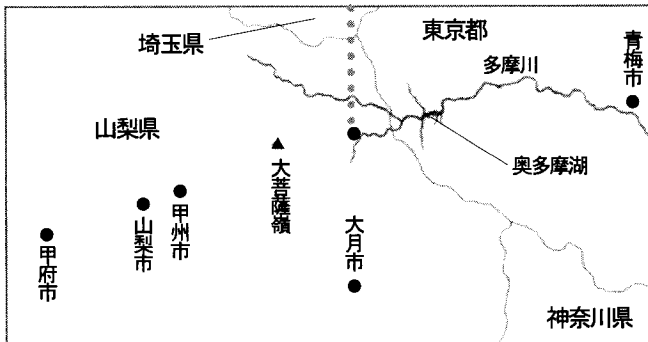 埼玉県
東京都
多摩川
青梅市
山梨県
奥多摩湖
大菩薩嶺
大月市
甲州市
山梨市
甲府市
神奈川県